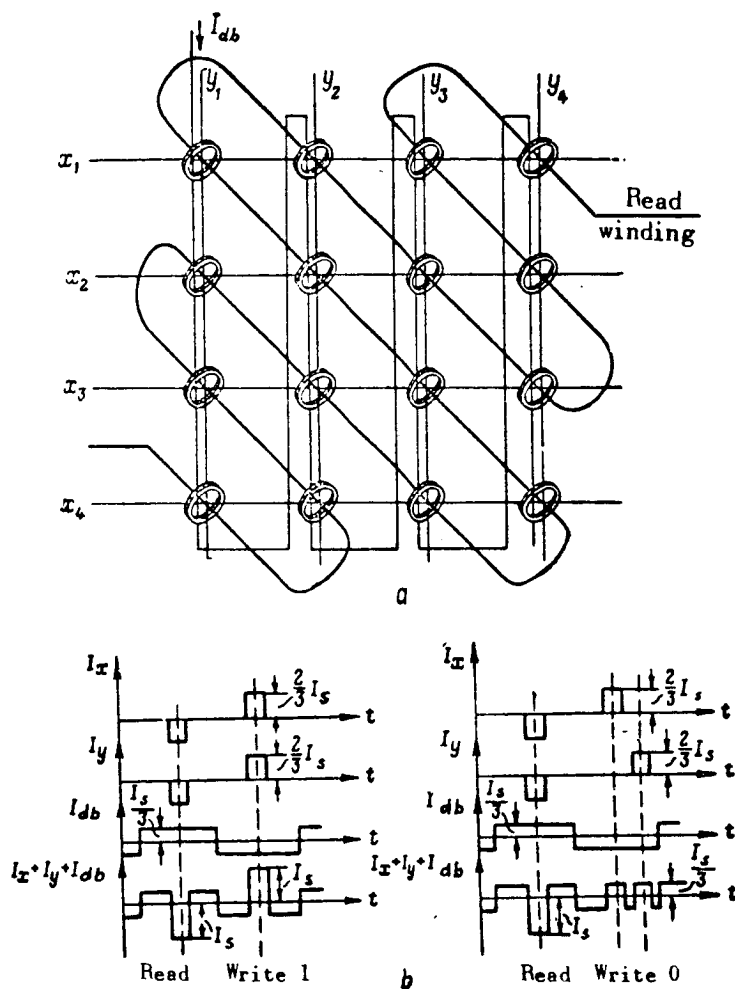 I_db
y_1 y_2 y_3 y_4
x_1
Read
winding
x_2
x_3
x_4
a
I_x
2/3 I_s
t
I_y
2/3 I_s
t
I_db
I_s/3
t
I_x+I_y+I_db
I_s
t
I_s
Read Write 1
I_x
2/3 I_s
t
I_y
2/3 I_s
t
I_db
I_s/3
t
I_x+I_y+I_db
I_s/3
t
I_s
Read Write 0
b